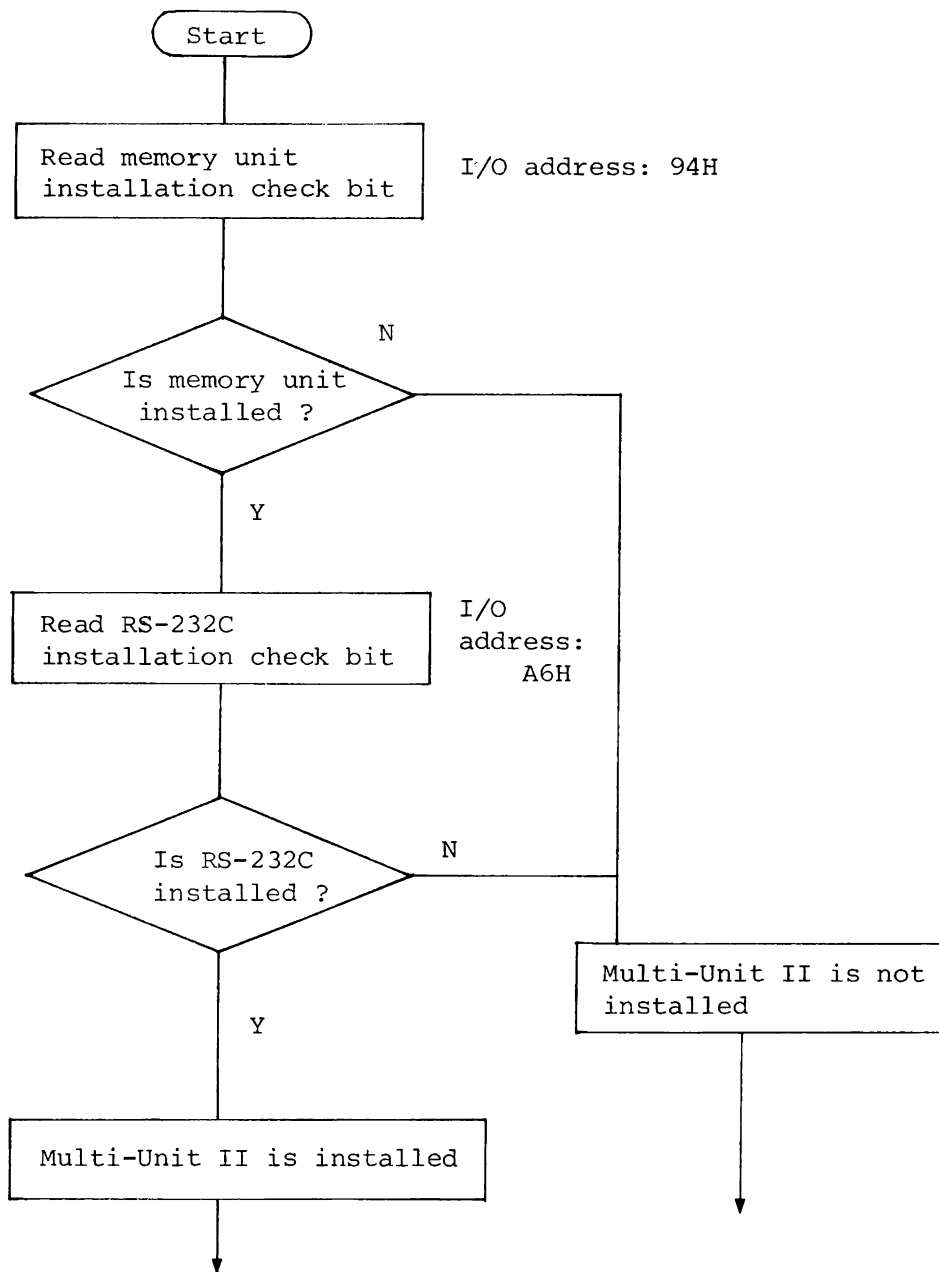 Start
Read memory unit
installation check bit
I/O address: 94H
N
Is memory unit
installed ?
Y
Read RS-232C
installation check bit
I/O
address:
A6H
Is RS-232C
installed ?
N
Multi-Unit II is not
installed
Y
Multi-Unit II is installed